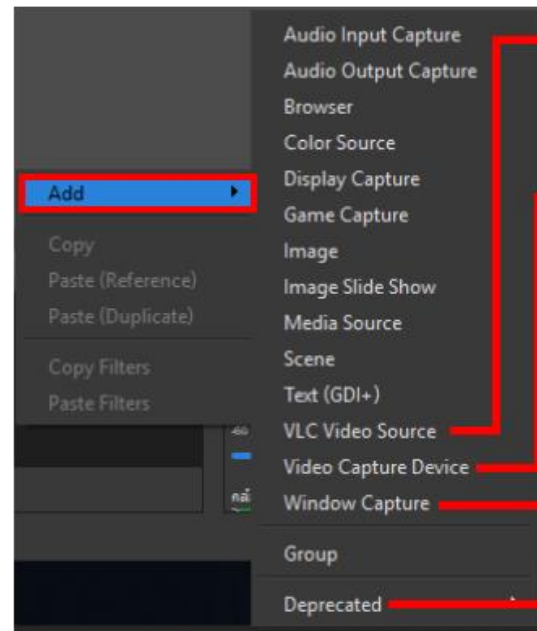 Add
Copy
Paste (Reference)
Paste (Duplicate)
Copy Filters
Paste Filters
Audio Input Capture
Audio Output Capture
Browser
Color Source
Display Capture
Game Capture
Image
Image Slide Show
Media Source
Scene
Text (GDI+)
VLC Video Source
Video Capture Device
Window Capture
Group
Deprecated
-60